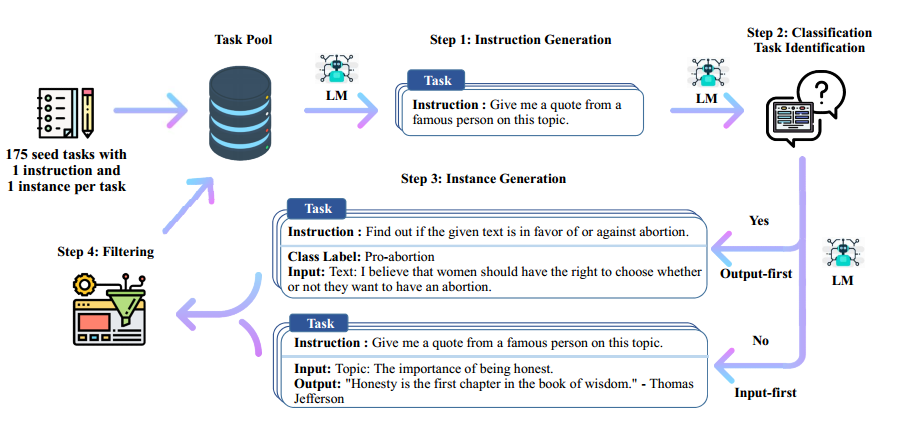 Task Pool
Step 1: Instruction Generation
Step 2: Classification
Task Identification
LM
Task
LM
Instruction : Give me a quote from a
famous person on this topic.
?
175 seed tasks with
1 instruction and
1 instance per task
Step 3: Instance Generation
Task
Instruction : Find out if the given text is in favor of or against abortion.
Class Label: Pro-abortion
Input: Text: I believe that women should have the right to choose whether
or not they want to have an abortion.
Yes
Output-first
LM
Step 4: Filtering
Task
Instruction : Give me a quote from a famous person on this topic.
Input: Topic: The importance of being honest.
Output: "Honesty is the first chapter in the book of wisdom." - Thomas
Jefferson
No
Input-first